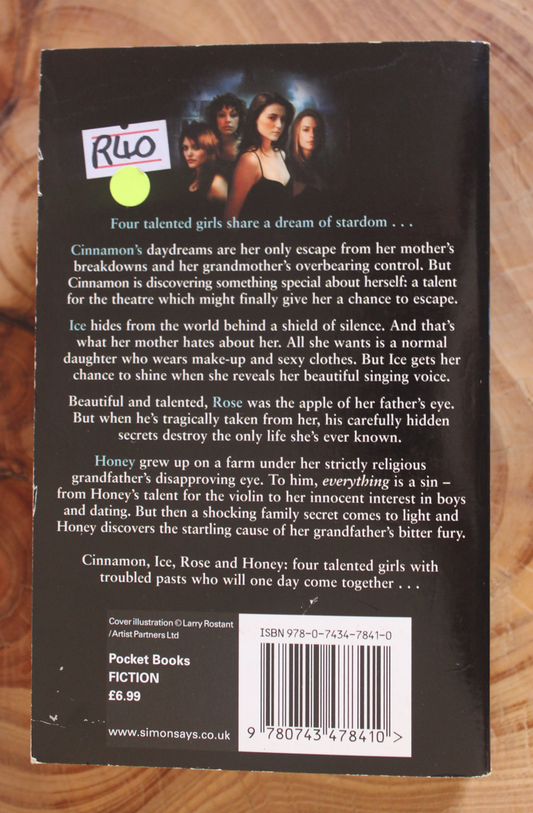 R40
Four talented girls share a dream of stardom . . .
Cinnamon's daydreams are her only escape from her mother's
breakdowns and her grandmother's overbearing control. But
Cinnamon is discovering something special about herself: a talent
for the theatre which might finally give her a chance to escape.
Ice hides from the world behind a shield of silence. And that's
what her mother hates about her. All she wants is a normal
daughter who wears make-up and sexy clothes. But Ice gets her
chance to shine when she reveals her beautiful singing voice.
Beautiful and talented, Rose was the apple of her father's eye.
But when he's tragically taken from her, his carefully hidden
secrets destroy the only life she's ever known.
Honey grew up on a farm under her strictly religious
grandfather's disapproving eye. To him, everything is a sin –
from Honey's talent for the violin to her innocent interest in boys
and dating. But then a shocking family secret comes to light and
Honey discovers the startling cause of her grandfather's bitter fury.
Cinnamon, Ice, Rose and Honey: four talented girls with
troubled pasts who will one day come together . . .
Cover illustration © Larry Rostant
/Artist Partners Ltd
Pocket Books
FICTION
£6.99
www.simonsays.co.uk
ISBN 978-0-7434-7841-0
9 780743 478410 >